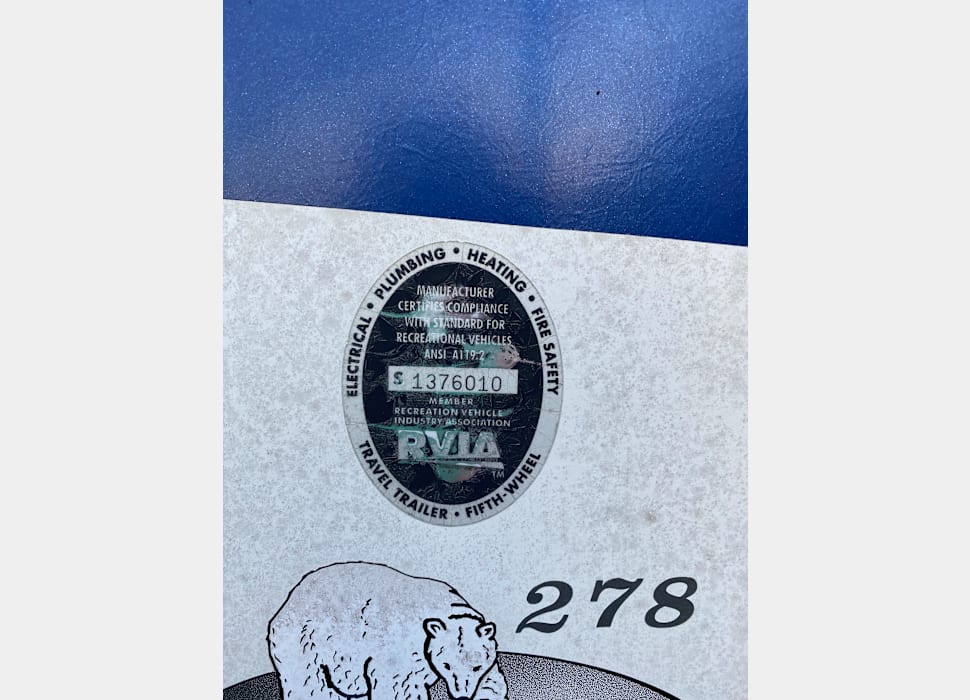 ELECTRICAL • PLUMBING • HEATING • FIRE SAFETY
MANUFACTURER
CERTIFIES COMPLIANCE
WITH STANDARD FOR
RECREATIONAL VEHICLES
ANSI A119.2
S 1376010
MEMBER
RECREATION VEHICLE
INDUSTRY ASSOCIATION
RVIA
TM
TRAVEL TRAILER • FIFTH-WHEEL
278